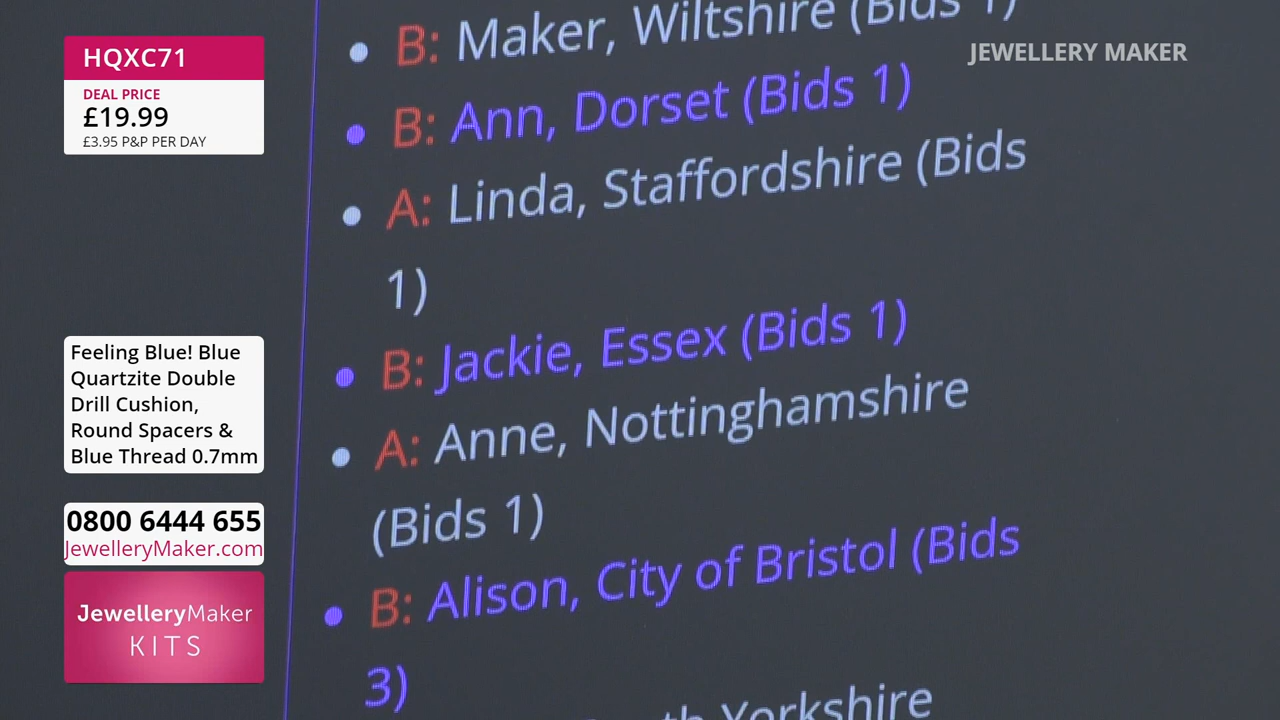 HQXC71
DEAL PRICE
£19.99
£3.95 P&P PER DAY
Feeling Blue! Blue
Quartzite Double
Drill Cushion,
Round Spacers &
Blue Thread 0.7mm
0800 6444 655
JewelleryMaker.com
JewelleryMaker
KITS
JEWELLERY MAKER
B: Maker, Wiltshire (Bids 1)
B: Ann, Dorset (Bids 1)
A: Linda, Staffordshire (Bids
1)
B: Jackie, Essex (Bids 1)
A: Anne, Nottinghamshire
(Bids 1)
B: Alison, City of Bristol (Bids
3)
Yorkshire